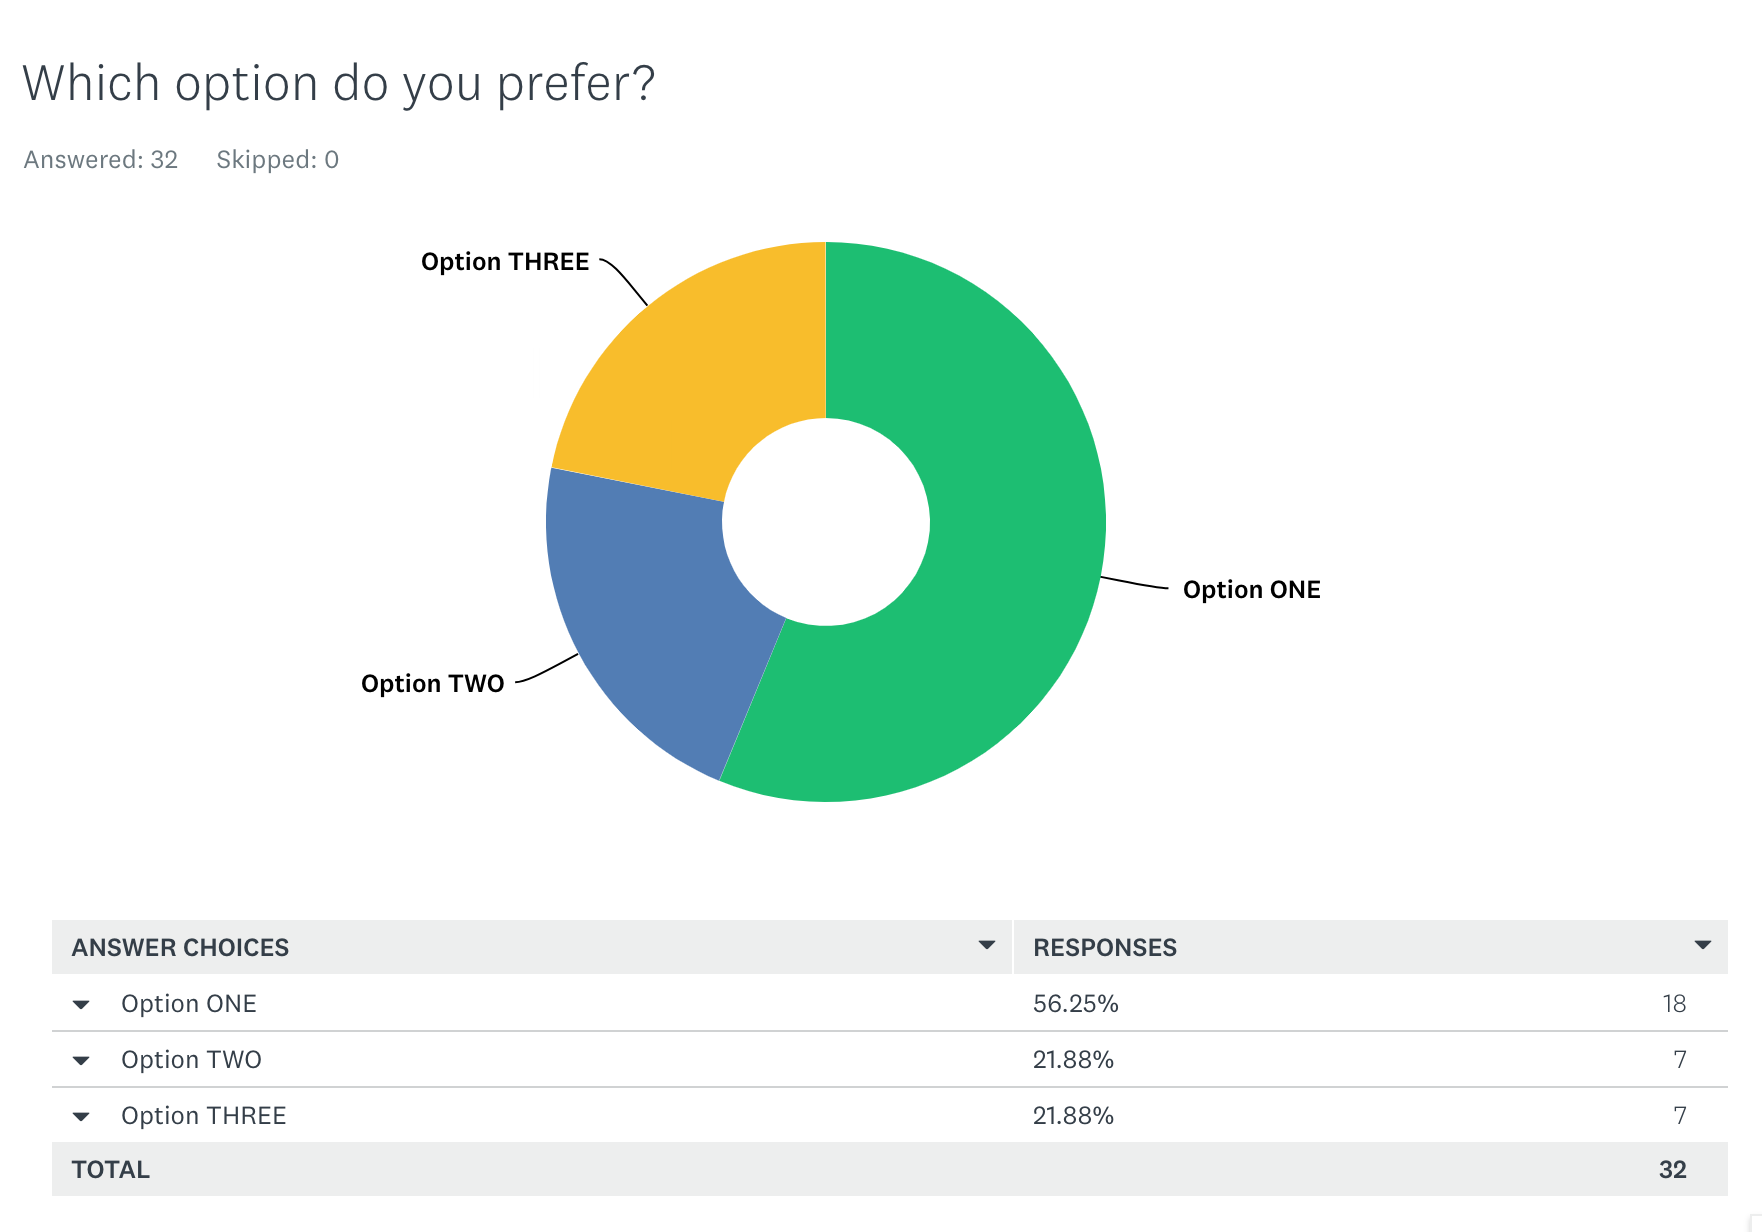 Which option do you prefer?
Answered: 32 Skipped: 0
Option THREE
Option ONE
Option TWO
ANSWER CHOICES RESPONSES
Option ONE 56.25% 18
Option TWO 21.88% 7
Option THREE 21.88% 7
TOTAL 32